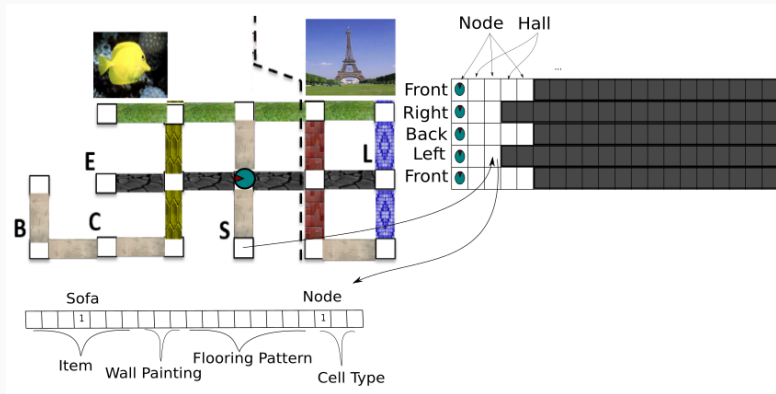 Node Hall
...
Front
Right
Back
Left
Front
E
L
B
C
S
Sofa
Node
1
1
Item
Wall Painting
Flooring Pattern
Cell Type